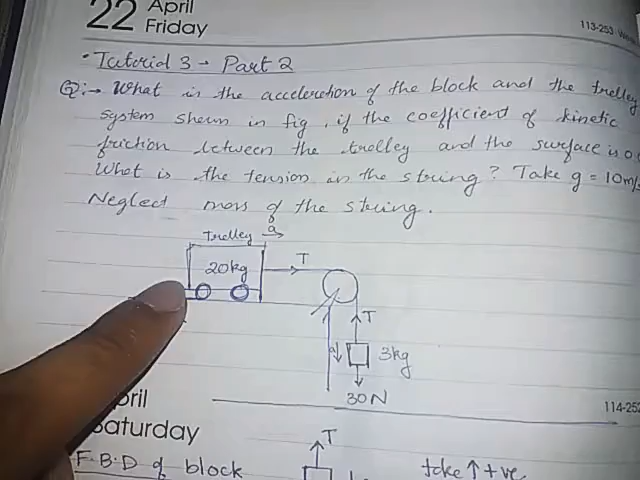 22 April
Friday
113-253
• Tutorial 3 → Part 2
Q:→ What is the acceleration of the block and the trolley
system shown in fig, if the coefficient of kinetic
friction between the trolley and the surface is 0.0
What is the tension in the string? Take g = 10m/s
Neglect mass of the string.
a
Trolley
20kg
T
T
3kg
30N
114-252
April
Saturday
T
F.B.D of block
take ↑ +ve